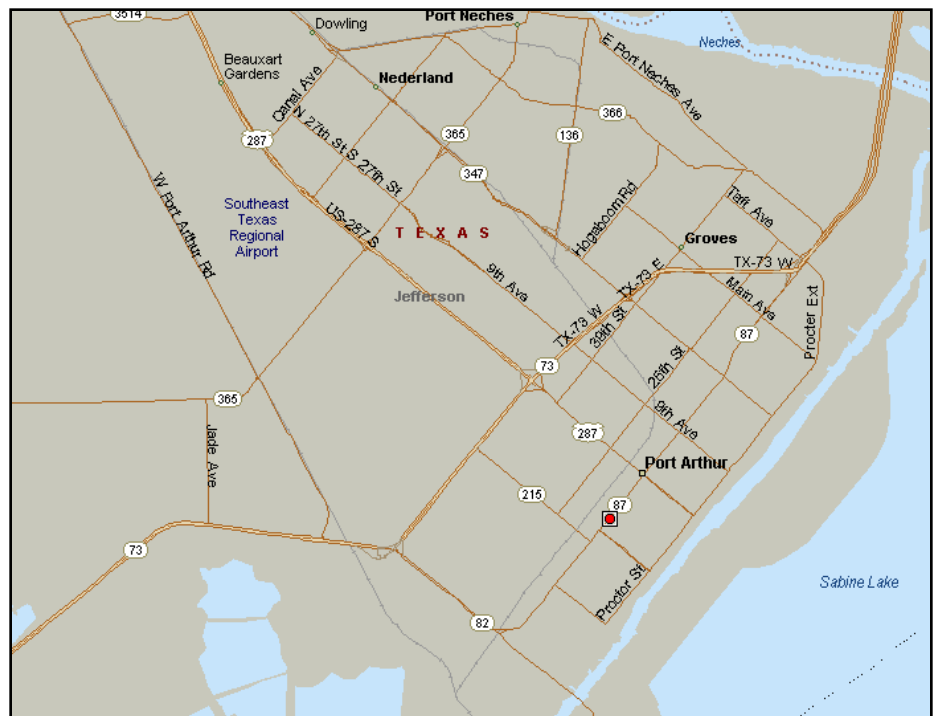 3514
Dowling
Port Neches
Neches
E Port Neches Ave
Beauxart
Gardens
Nederland
Canal Ave
287
N 27th St S 27th St
365
366
136
347
W Port Arthur Rd
Southeast
Texas
Regional
Airport
US-287 S
TEXAS
Hogaboom Rd
Taft Ave
Groves
TX-73 W
9th Ave
TX-73 E
Main Ave
Jefferson
TX-73 W
39th St
87
Procter Ext
73
26th St
365
9th Ave
287
Jade Ave
Port Arthur
215
87
73
Proctor St
Sabine Lake
82